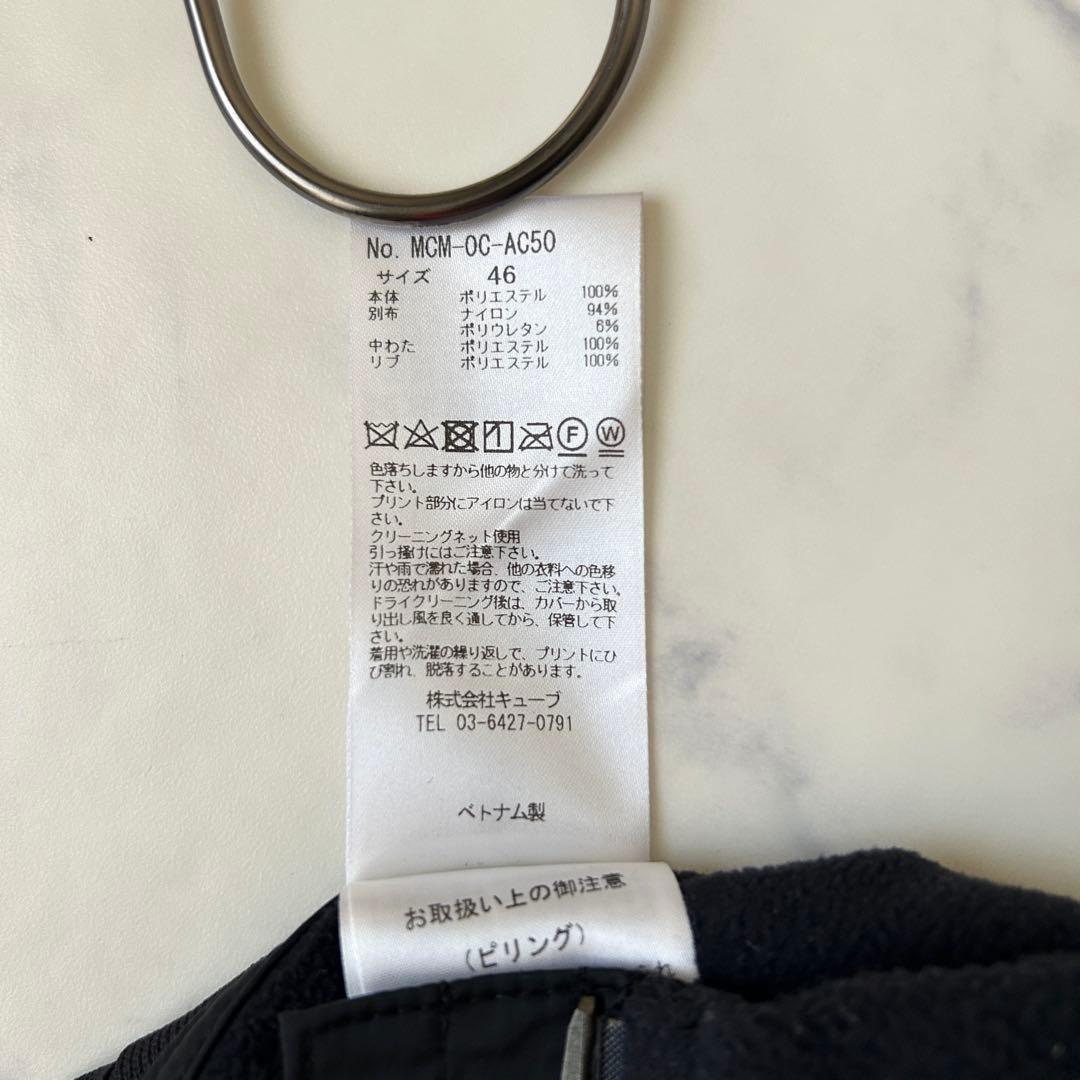 No. MCM-OC-AC50
サイズ 46
本体 ポリエステル 100%
別布 ナイロン 94%
ポリウレタン 6%
中わた ポリエステル 100%
リブ ポリエステル 100%
F W
色落ちしますから他の物と分けて洗って
下さい。
プリント部分にアイロンは当てないで下
さい。
クリーニングネット使用
引っ掻けにはご注意下さい。
汗や雨で濡れた場合、他の衣料への色移
りの恐れがありますので、ご注意下さい。
ドライクリーニング後は、カバーから取
り出し風を良く通してから、保管して下
さい。
着用や洗濯の繰り返しで、プリントにひ
び割れ、脱落することがあります。
株式会社キューブ
TEL 03-6427-0791
ベトナム製
お取扱い上の御注意
(ピリング)